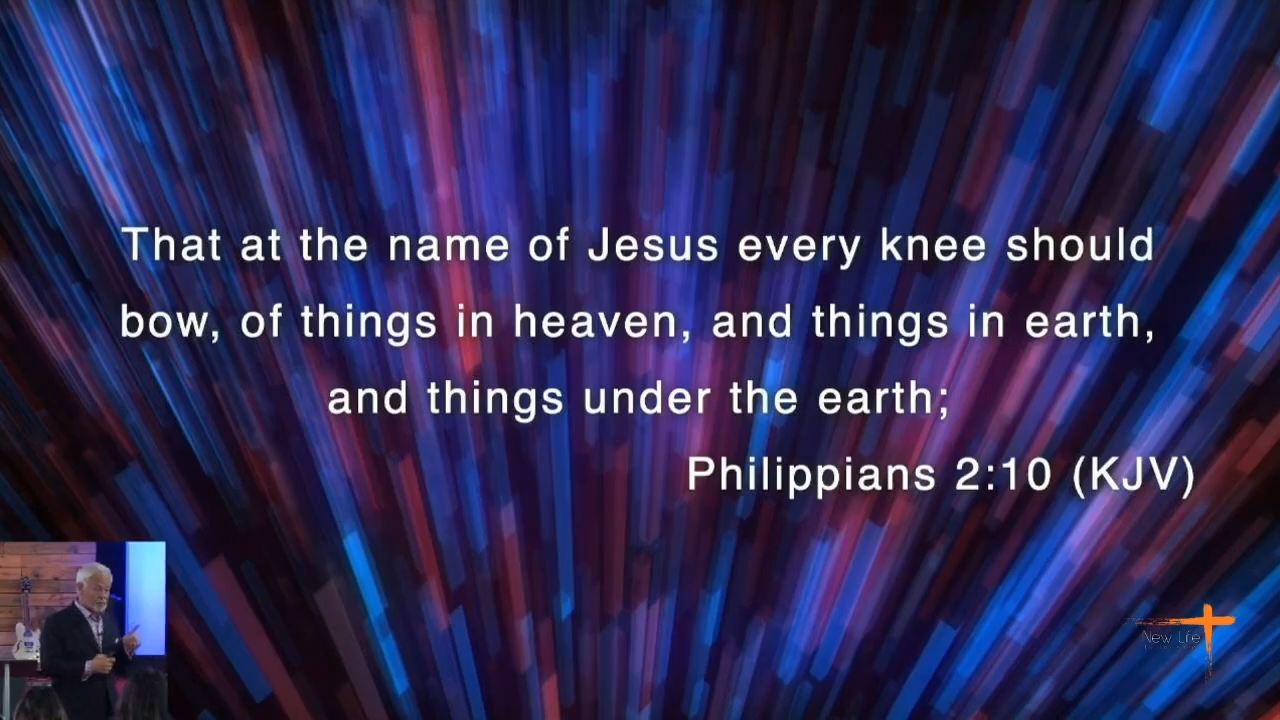 That at the name of Jesus every knee should
bow, of things in heaven, and things in earth,
and things under the earth;
Philippians 2:10 (KJV)
New Life